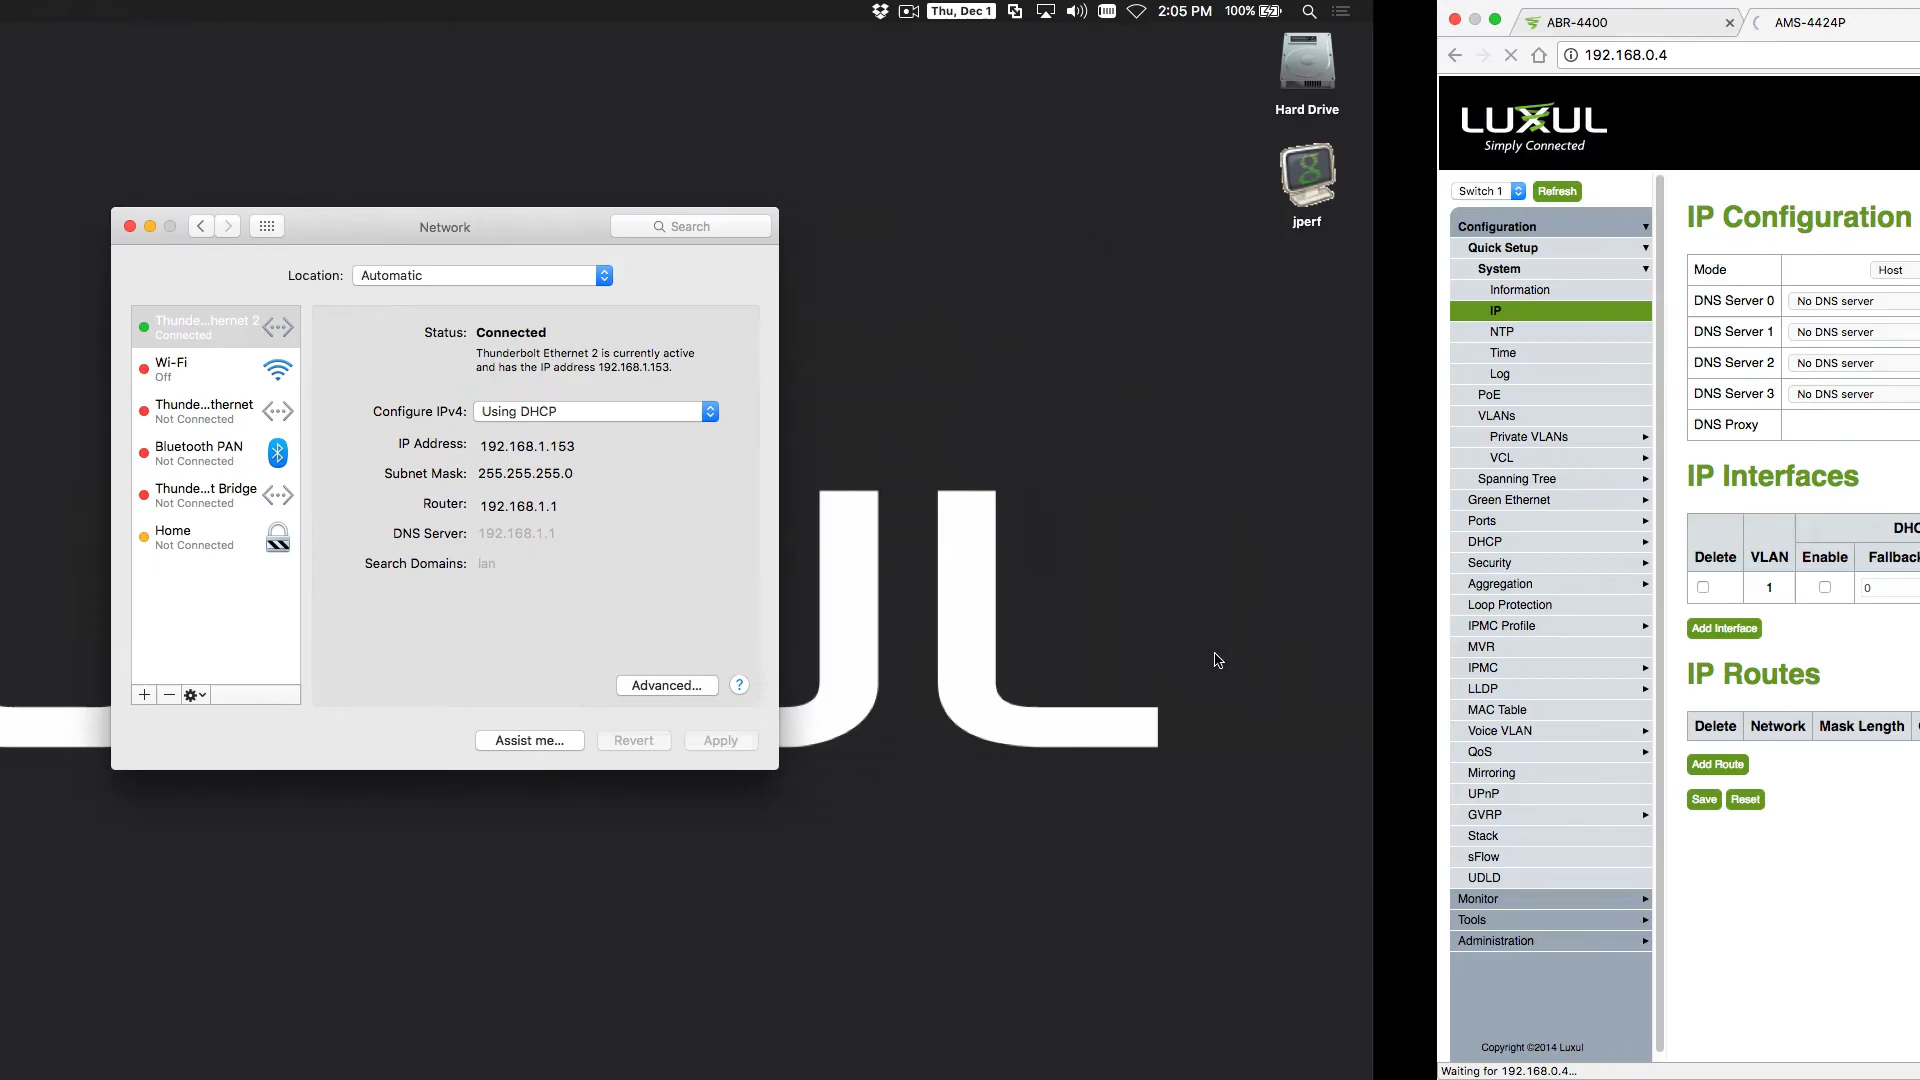 Thu, Dec 1
2:05 PM
100%
Hard Drive
jperf
Network
Search
Location:
Automatic
Thunde...hernet 2
Connected
Wi-Fi
Off
Thunde...thernet
Not Connected
Bluetooth PAN
Not Connected
Thunde...t Bridge
Not Connected
Home
Not Connected
Status: Connected
Thunderbolt Ethernet 2 is currently active
and has the IP address 192.168.1.153.
Configure IPv4: Using DHCP
IP Address: 192.168.1.153
Subnet Mask: 255.255.255.0
Router: 192.168.1.1
DNS Server: 192.168.1.1
Search Domains: lan
Advanced...
?
Assist me...
Revert
Apply
UL
ABR-4400
AMS-4424P
192.168.0.4
LUXUL
Simply Connected
Switch 1
Refresh
Configuration
Quick Setup
System
Information
IP
NTP
Time
Log
PoE
VLANs
Private VLANs
VCL
Spanning Tree
Green Ethernet
Ports
DHCP
Security
Aggregation
Loop Protection
IPMC Profile
MVR
IPMC
LLDP
MAC Table
Voice VLAN
QoS
Mirroring
UPnP
GVRP
Stack
sFlow
UDLD
Monitor
Tools
Administration
Copyright ©2014 Luxul
IP Configuration
Mode Host
DNS Server 0 No DNS server
DNS Server 1 No DNS server
DNS Server 2 No DNS server
DNS Server 3 No DNS server
DNS Proxy
IP Interfaces
DHC
Delete VLAN Enable Fallback
1 0
Add Interface
IP Routes
Delete Network Mask Length
Add Route
Save Reset
Waiting for 192.168.0.4...